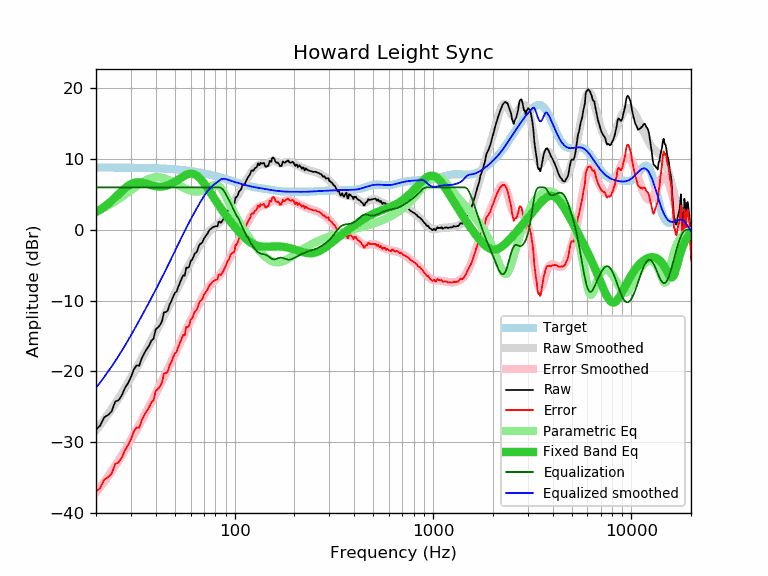 Howard Leight Sync
20
10
0
−10
−20
−30
−40
Amplitude (dBr)
100
1000
10000
Frequency (Hz)
Target
Raw Smoothed
Error Smoothed
Raw
Error
Parametric Eq
Fixed Band Eq
Equalization
Equalized smoothed